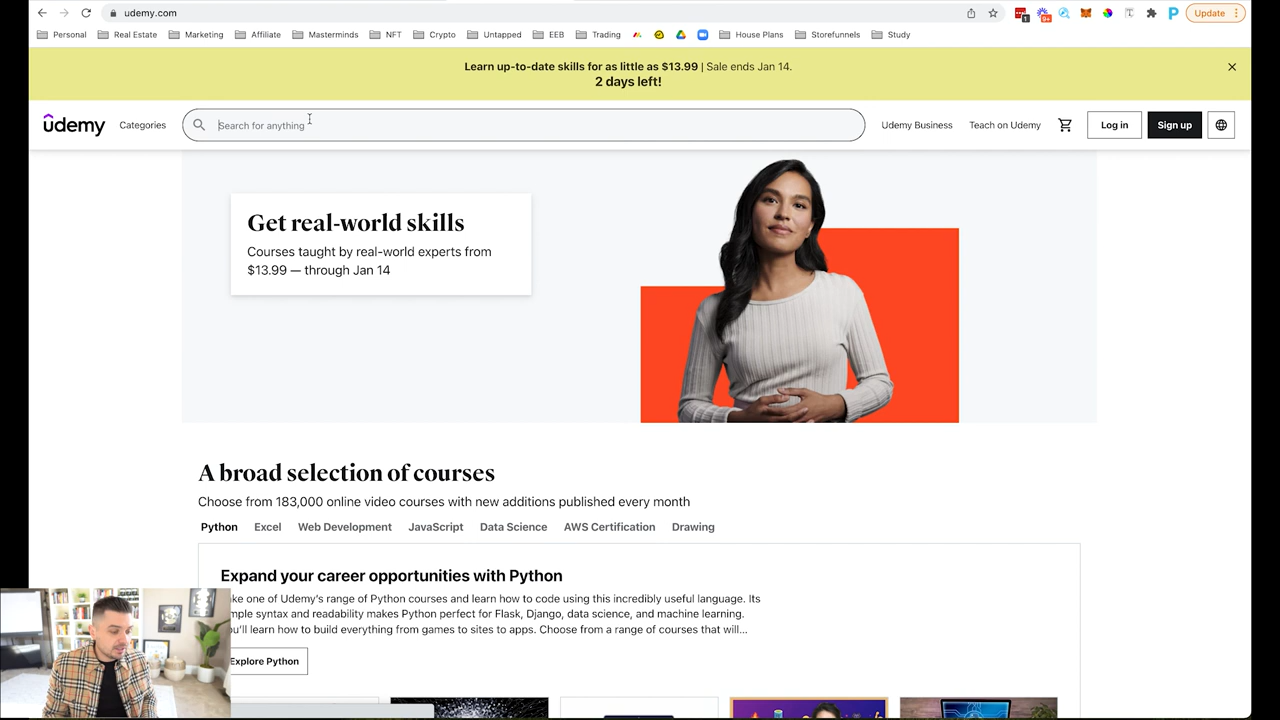 udemy.com
Update
Personal
Real Estate
Marketing
Affiliate
Masterminds
NFT
Crypto
Untapped
EEB
Trading
House Plans
Storefunnels
Study
Learn up-to-date skills for as little as $13.99 | Sale ends Jan 14.
2 days left!
udemy
Categories
Search for anything
Udemy Business
Teach on Udemy
Log in
Sign up
Get real-world skills
Courses taught by real-world experts from
$13.99 — through Jan 14
A broad selection of courses
Choose from 183,000 online video courses with new additions published every month
Python
Excel
Web Development
JavaScript
Data Science
AWS Certification
Drawing
Expand your career opportunities with Python
ke one of Udemy's range of Python courses and learn how to code using this incredibly useful language. Its
mple syntax and readability makes Python perfect for Flask, Django, data science, and machine learning.
u'll learn how to build everything from games to sites to apps. Choose from a range of courses that will...
Explore Python